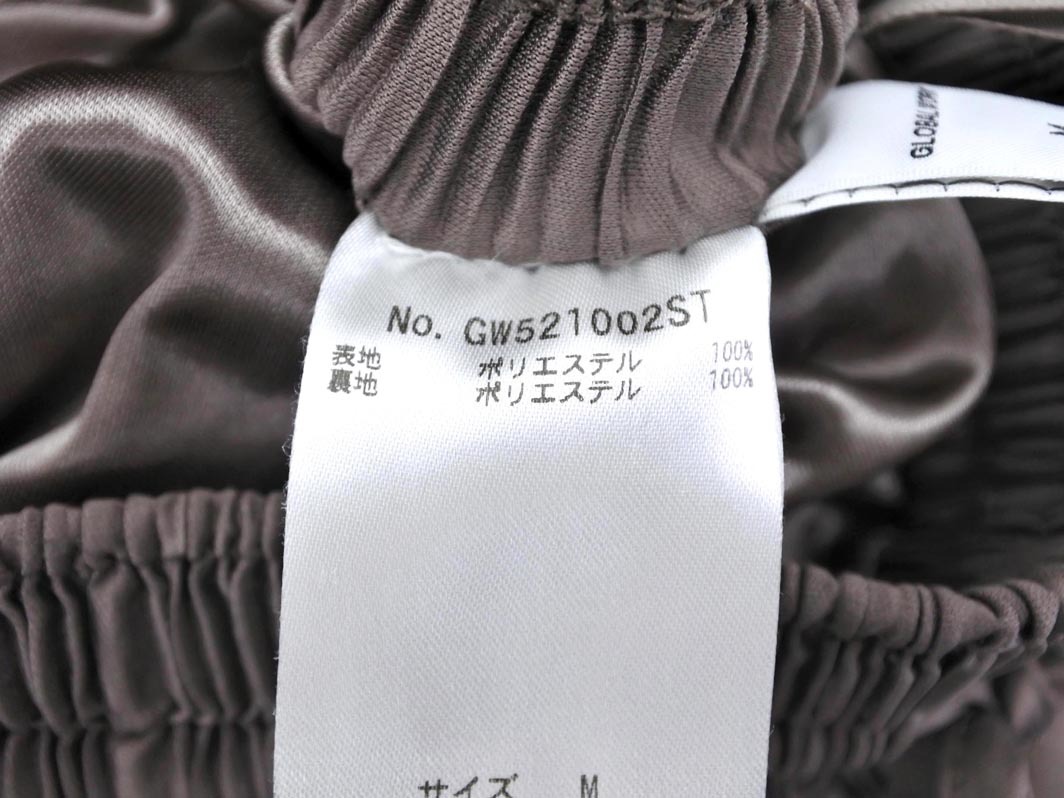 No. GW521002ST
表地 ポリエステル 100%
裏地 ポリエステル 100%
サイズ M
GLOBAL